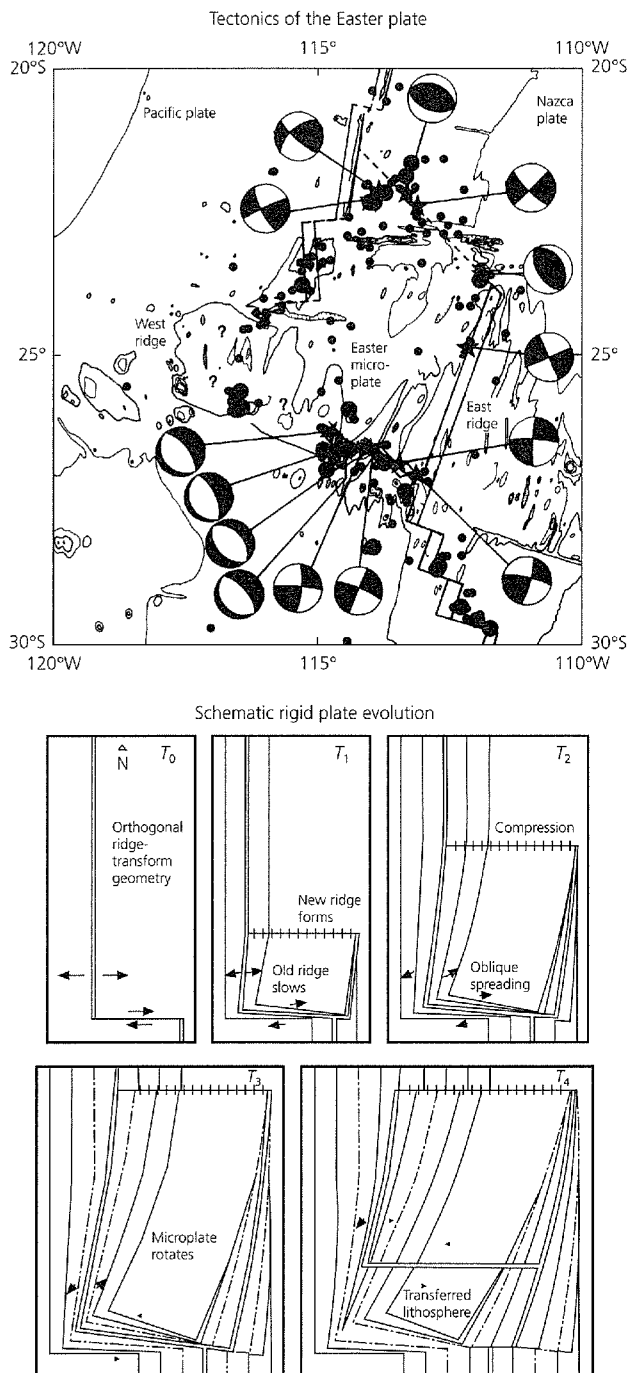 Tectonics of the Easter plate
120°W 115° 110°W
20°S 20°S
Pacific plate
Nazca
plate
West
ridge
?
?
?
Easter
micro-
plate
East
ridge
25° 25°
30°S 30°S
120°W 115° 110°W
Schematic rigid plate evolution
N
T0
Orthogonal
ridge-
transform
geometry
T1
New ridge
forms
Old ridge
slows
T2
Compression
Oblique
spreading
T3
Microplate
rotates
T4
Transferred
lithosphere